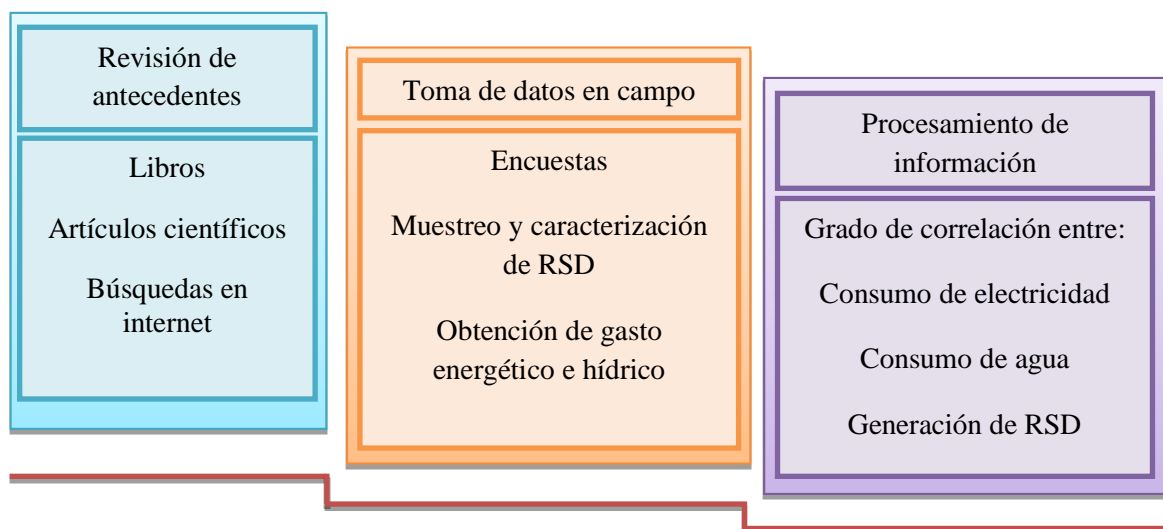 Revisión de
antecedentes
Libros
Artículos científicos
Búsquedas en
internet
Toma de datos en campo
Encuestas
Muestreo y caracterización
de RSD
Obtención de gasto
energético e hídrico
Procesamiento de
información
Grado de correlación entre:
Consumo de electricidad
Consumo de agua
Generación de RSD